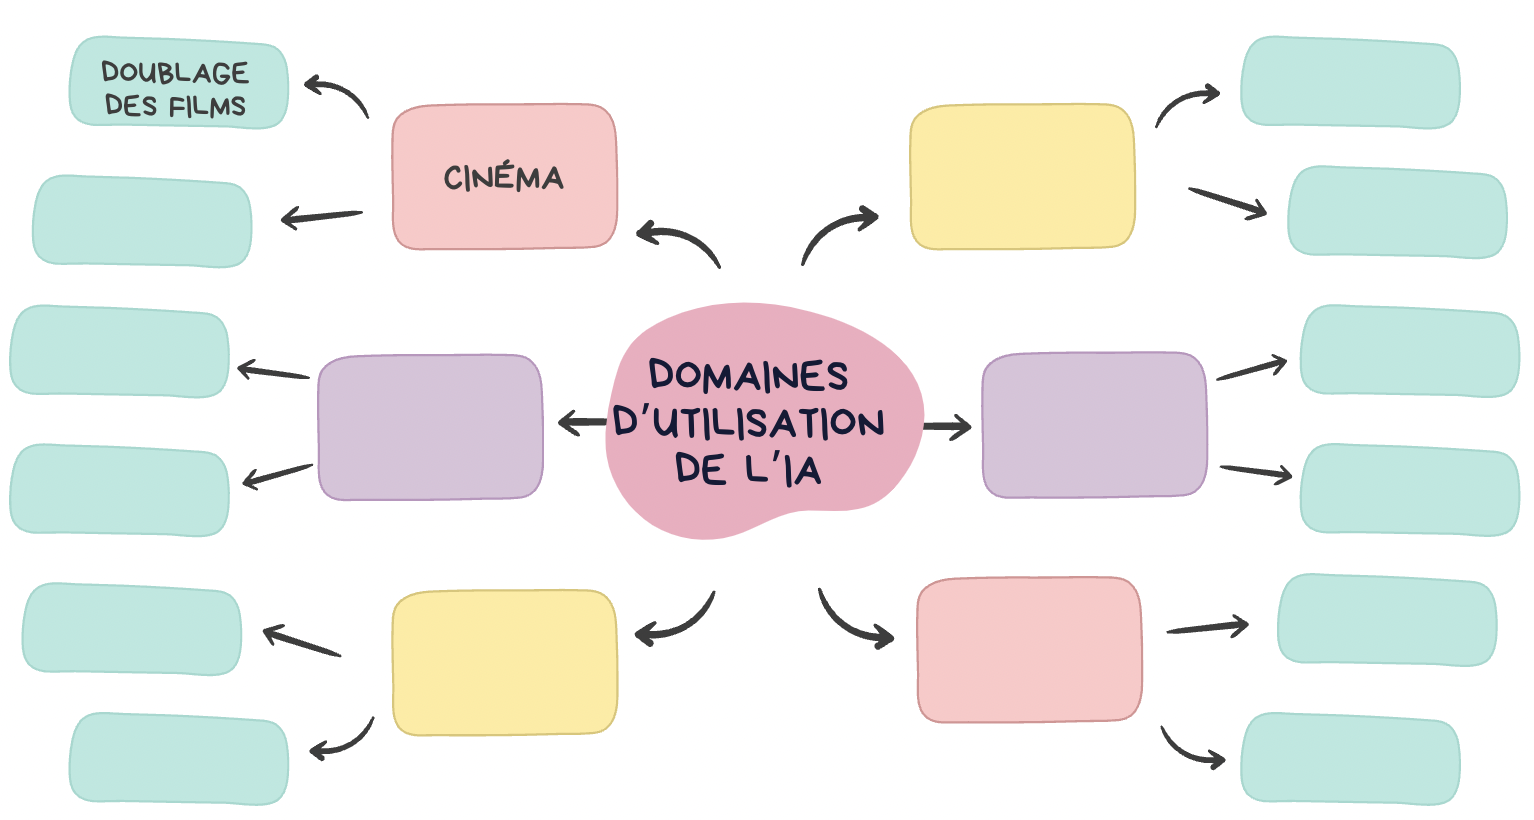 DOUBLAGE
DES FILMS
CINÉMA
DOMAINES
D'UTILISATION
DE L'IA